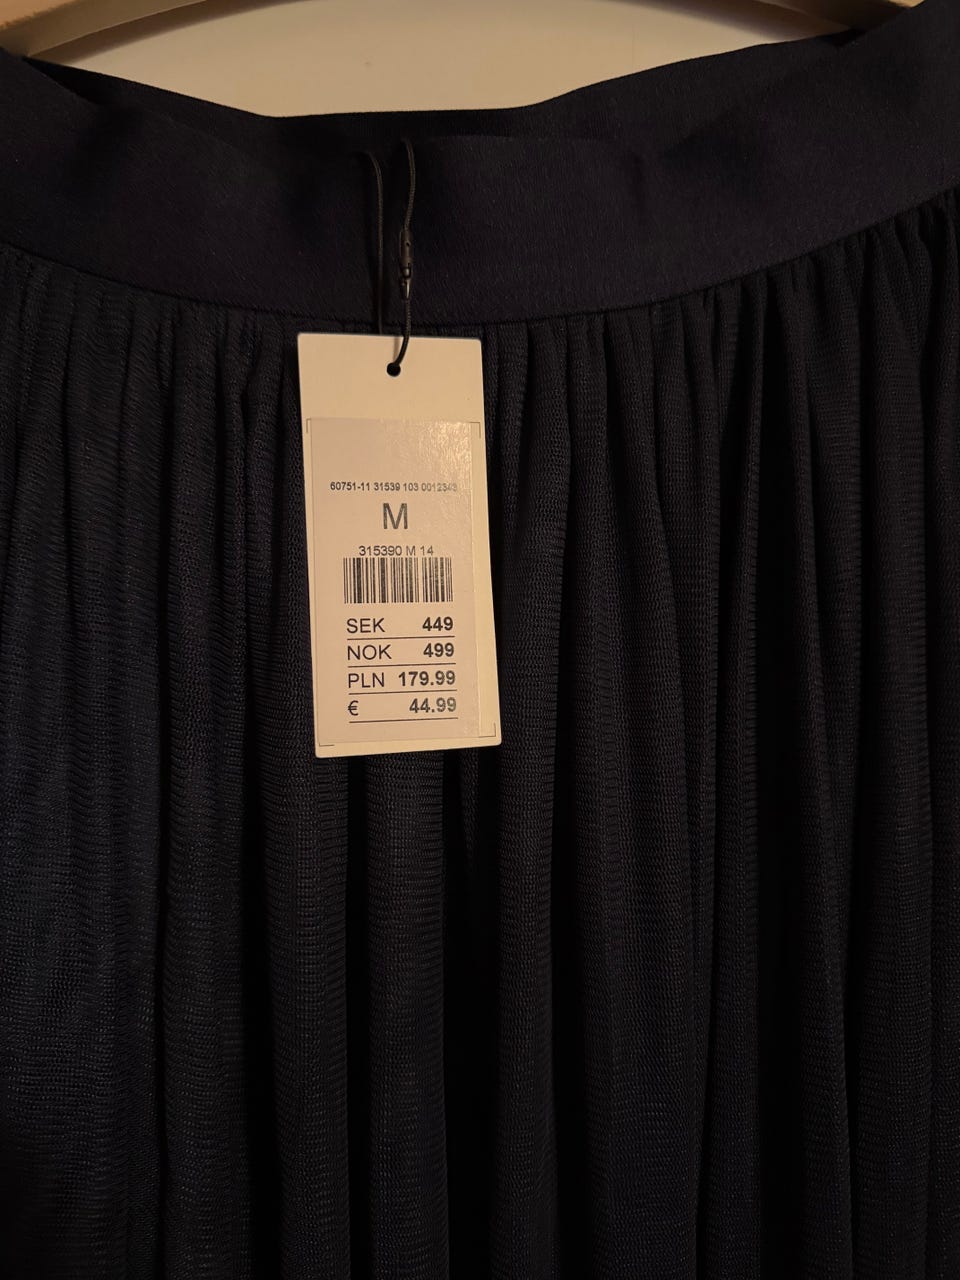 60751-11 31539 103 0012343
M
315390 M 14
SEK 449
NOK 499
PLN 179.99
€ 44.99